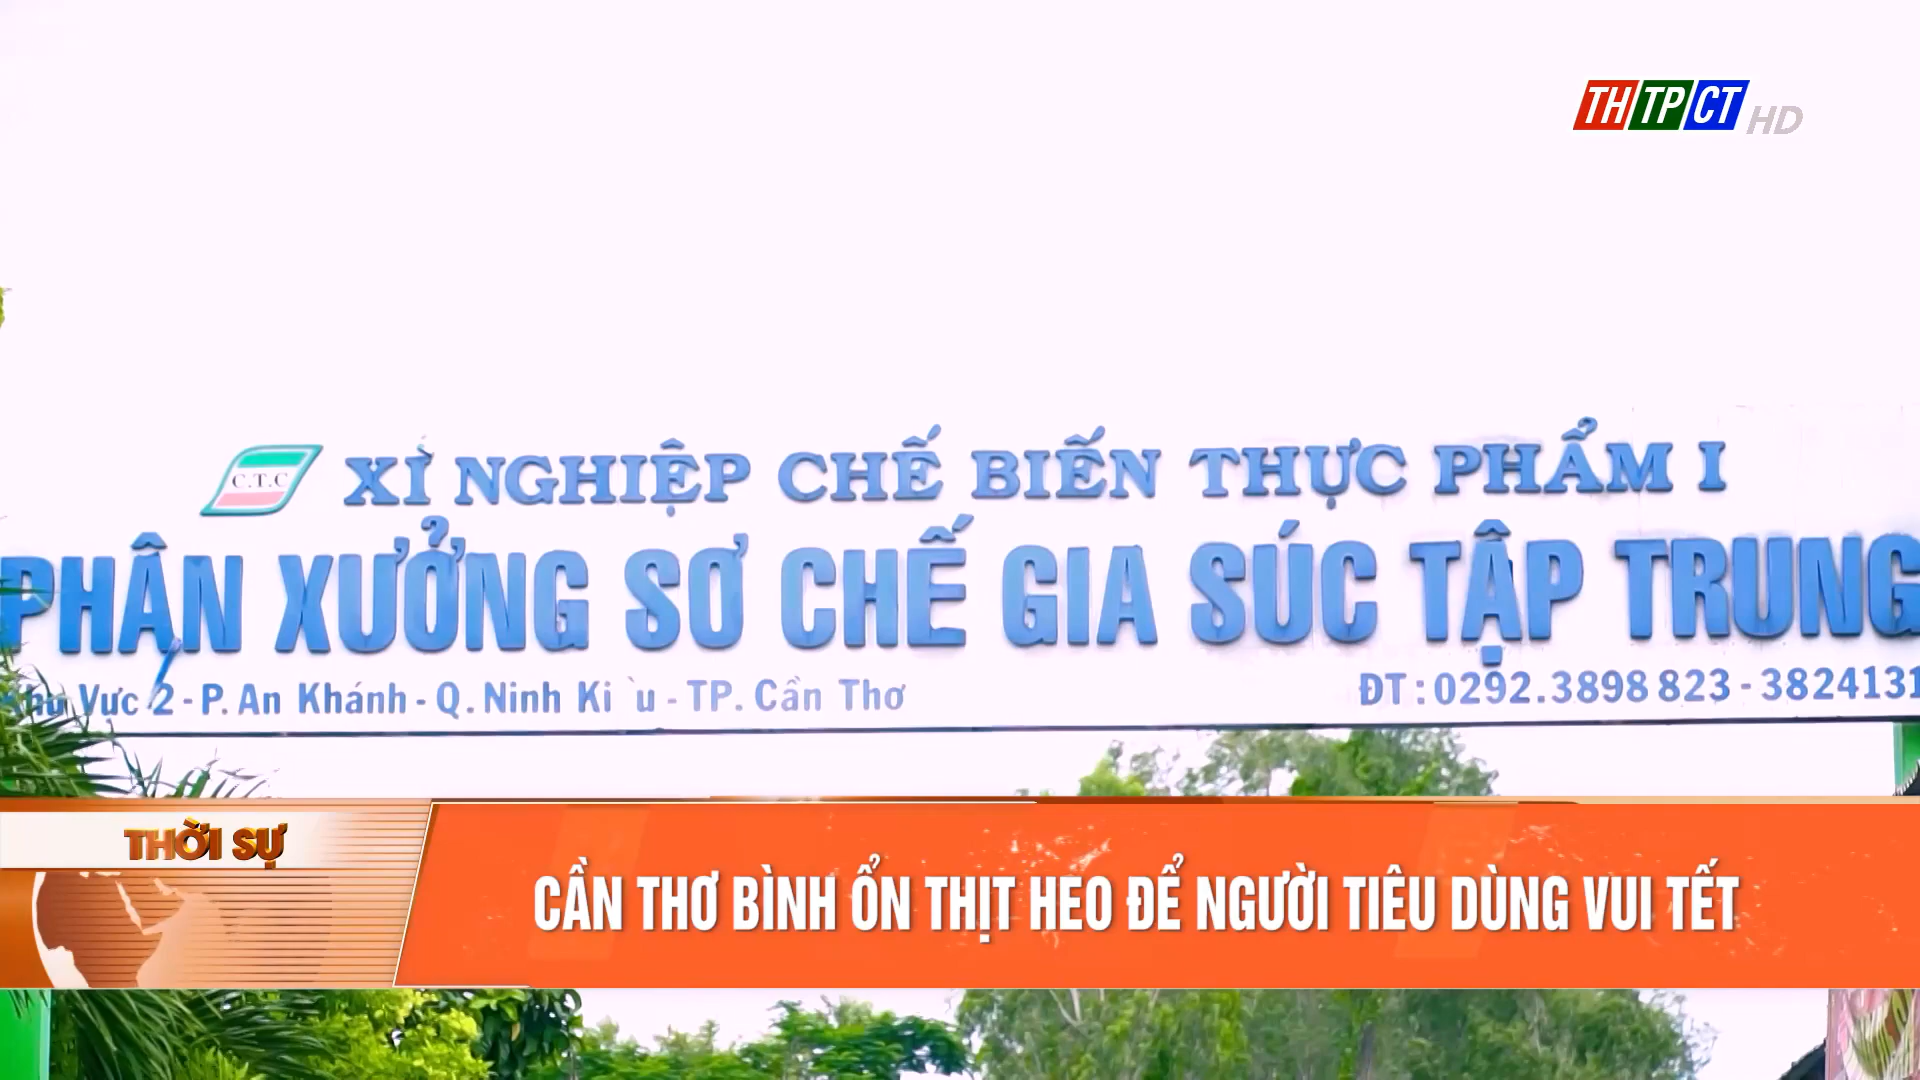 THTPCT HD
C.T.C XÌ NGHIỆP CHẾ BIẾN THỰC PHẨM I
PHÂN XƯỞNG SƠ CHẾ GIA SÚC TẬP TRUNG
Khu Vực 2 - P. An Khánh - Q. Ninh Ki `u - TP. Cần Thơ
ĐT : 0292.3898 823 - 3824131
THỜI SỰ
CẦN THƠ BÌNH ỔN THỊT HEO ĐỂ NGƯỜI TIÊU DÙNG VUI TẾT